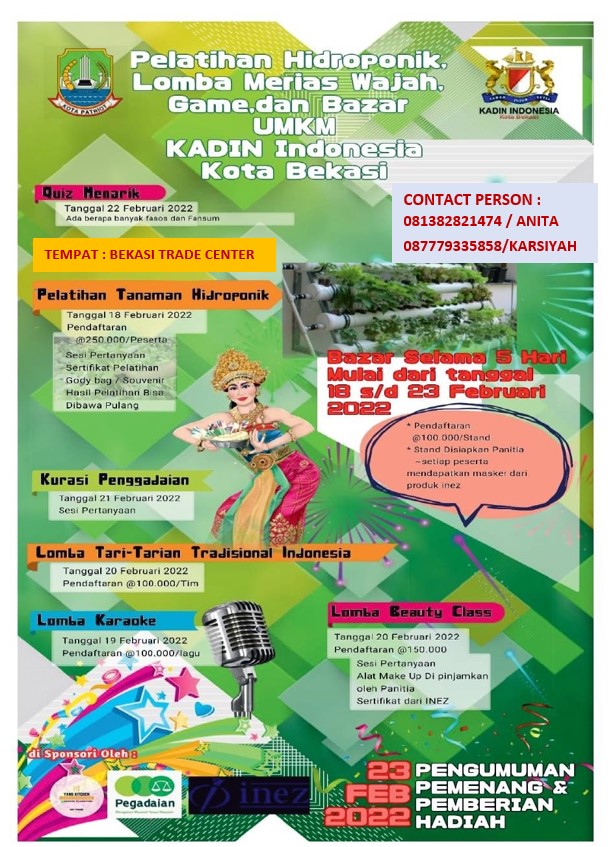 Pelatihan Hidroponik,
Lomba Merias Wajah,
Game,dan Bazar
UMKM
KADIN Indonesia
Kota Bekasi
KOTA PATRIOT
KADIN INDONESIA
Kota Bekasi
Quiz Menarik
Tanggal 22 Februari 2022
Ada berapa banyak fasos dan Fansum
CONTACT PERSON :
081382821474 / ANITA
087779335858/KARSIYAH
TEMPAT : BEKASI TRADE CENTER
Pelatihan Tanaman Hidroponik
Tanggal 18 Februari 2022
Pendaftaran
@250.000/Peserta
Sesi Pertanyaan
Sertifikat Pelatihan
Gody bag / Souvenir
Hasil Pelatihan Bisa
Dibawa Pulang
Bazar Selama 5 Hari
Mulai dari tanggal
18 s/d 23 Februari
2022
* Pendaftaran
@100.000/Stand
* Stand Disiapkan Panitia
~setiap peserta
mendapatkan masker dari
produk inez
Kurasi Penggadaian
Tanggal 21 Februari 2022
Sesi Pertanyaan
Lomba Tari-Tarian Tradisional Indonesia
Tanggal 20 Februari 2022
Pendaftaran @100.000/Tim
Lomba Karaoke
Tanggal 19 Februari 2022
Pendaftaran @100.000/lagu
Lomba Beauty Class
Tanggal 20 Februari 2022
Pendaftaran @150.000
Sesi Pertanyaan
Alat Make Up Di pinjamkan
oleh Panitia
Sertifikat dari INEZ
di Sponsori Oleh :
Pegadaian
inez
23
FEB
2022
PENGUMUMAN
PEMENANG &
PEMBERIAN
HADIAH